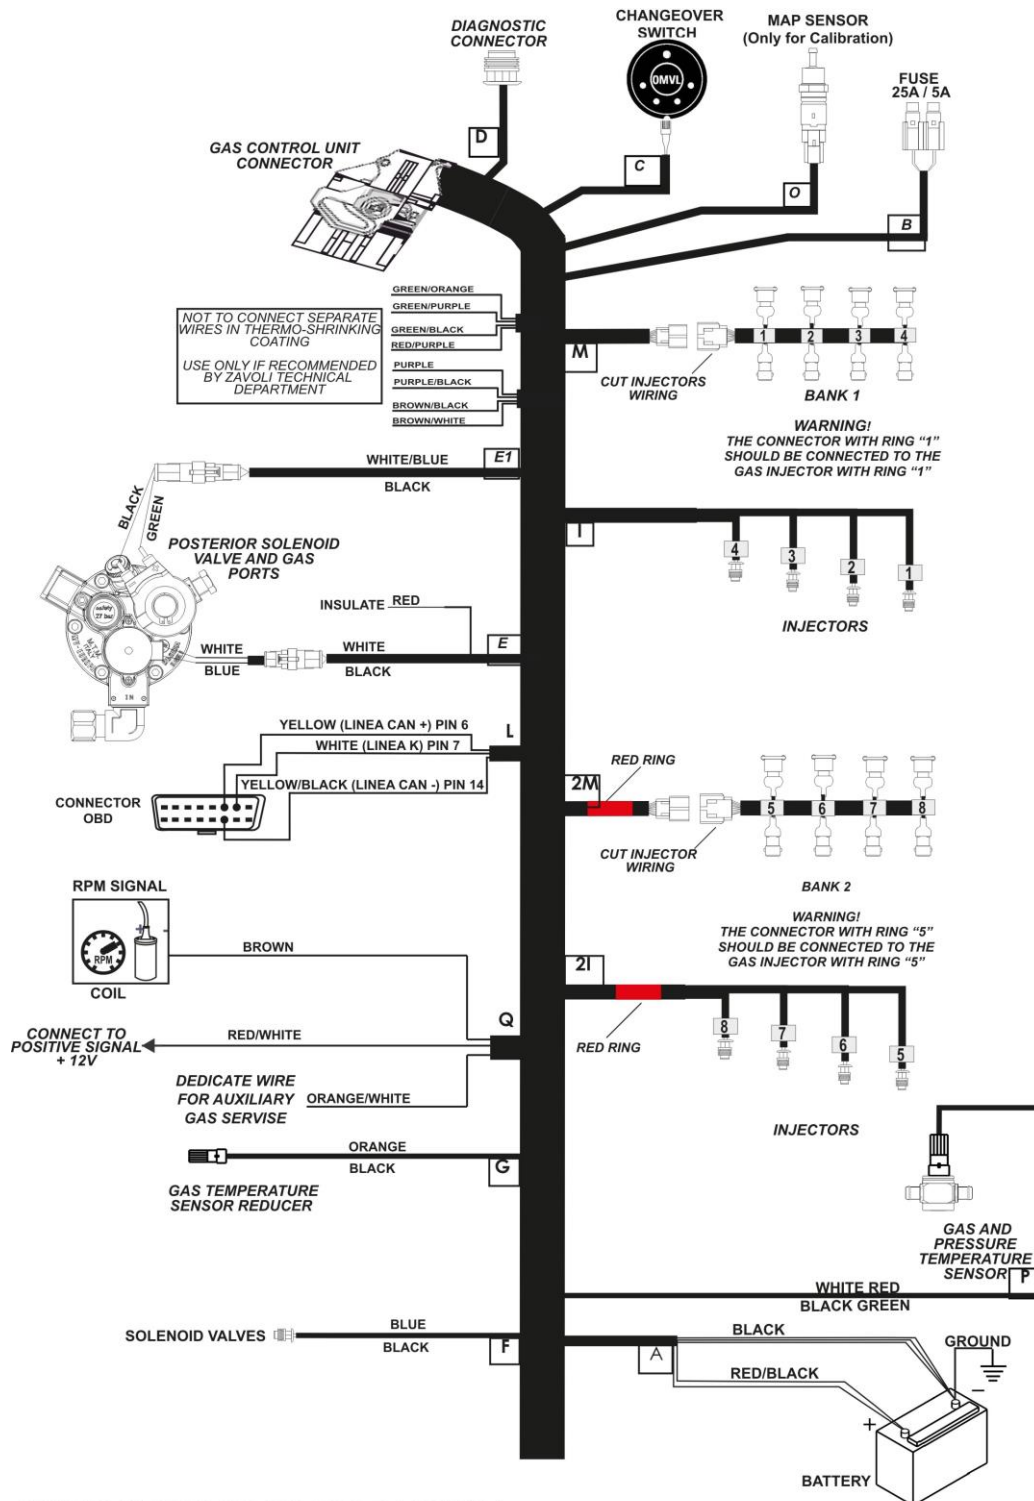 DIAGNOSTIC
CONNECTOR
CHANGEOVER
SWITCH
OMVL
MAP SENSOR
(Only for Calibration)
FUSE
25A / 5A
D
C
O
B
GAS CONTROL UNIT
CONNECTOR
GREEN/ORANGE
GREEN/PURPLE
GREEN/BLACK
RED/PURPLE
PURPLE
PURPLE/BLACK
BROWN/BLACK
BROWN/WHITE
NOT TO CONNECT SEPARATE
WIRES IN THERMO-SHRINKING
COATING
USE ONLY IF RECOMMENDED
BY ZAVOLI TECHNICAL
DEPARTMENT
M
CUT INJECTORS
WIRING
1 2 3 4
BANK 1
WARNING!
THE CONNECTOR WITH RING “1”
SHOULD BE CONNECTED TO THE
GAS INJECTOR WITH RING “1”
WHITE/BLUE
BLACK
E1
BLACK
GREEN
POSTERIOR SOLENOID
VALVE AND GAS
PORTS
I
4 3 2 1
INJECTORS
INSULATE RED
WHITE
BLUE
WHITE
BLACK
E
safety
27 bar
M.T.M.
ITALY
IN
YELLOW (LINEA CAN +) PIN 6
WHITE (LINEA K) PIN 7
YELLOW/BLACK (LINEA CAN -) PIN 14
L
CONNECTOR
OBD
2M
RED RING
CUT INJECTOR
WIRING
5 6 7 8
BANK 2
WARNING!
THE CONNECTOR WITH RING “5”
SHOULD BE CONNECTED TO THE
GAS INJECTOR WITH RING “5”
RPM SIGNAL
+ -
RPM
COIL
BROWN
2I
RED RING
8 7 6 5
INJECTORS
Q
CONNECT TO
POSITIVE SIGNAL
+ 12V
RED/WHITE
DEDICATE WIRE
FOR AUXILIARY
GAS SERVISE
ORANGE/WHITE
ORANGE
BLACK
G
GAS TEMPERATURE
SENSOR REDUCER
GAS AND
PRESSURE
TEMPERATURE
SENSOR
P
WHITE RED
BLACK GREEN
SOLENOID VALVES
BLUE
BLACK
F
A
BLACK
RED/BLACK
GROUND
+ −
BATTERY